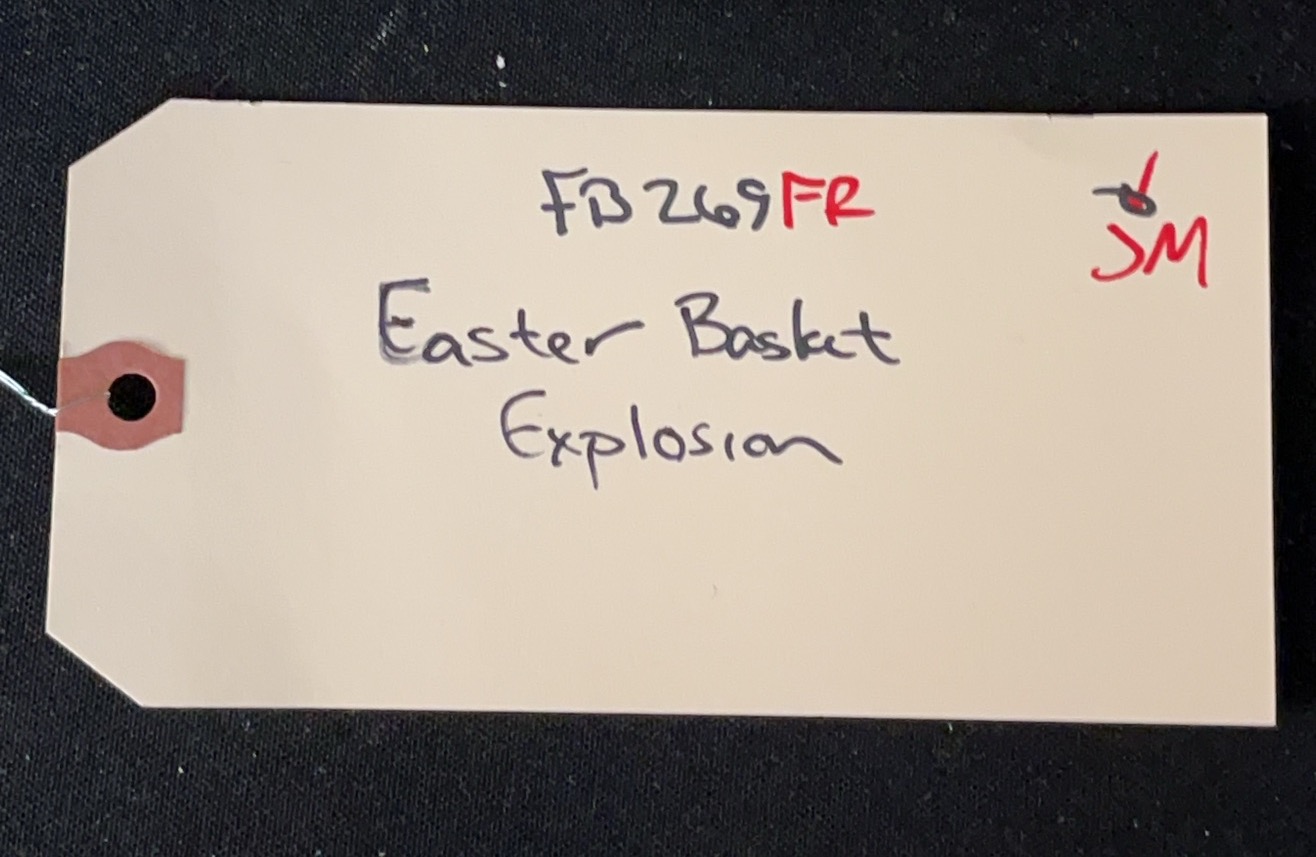 FB269FR
JM
Easter Basket
Explosion